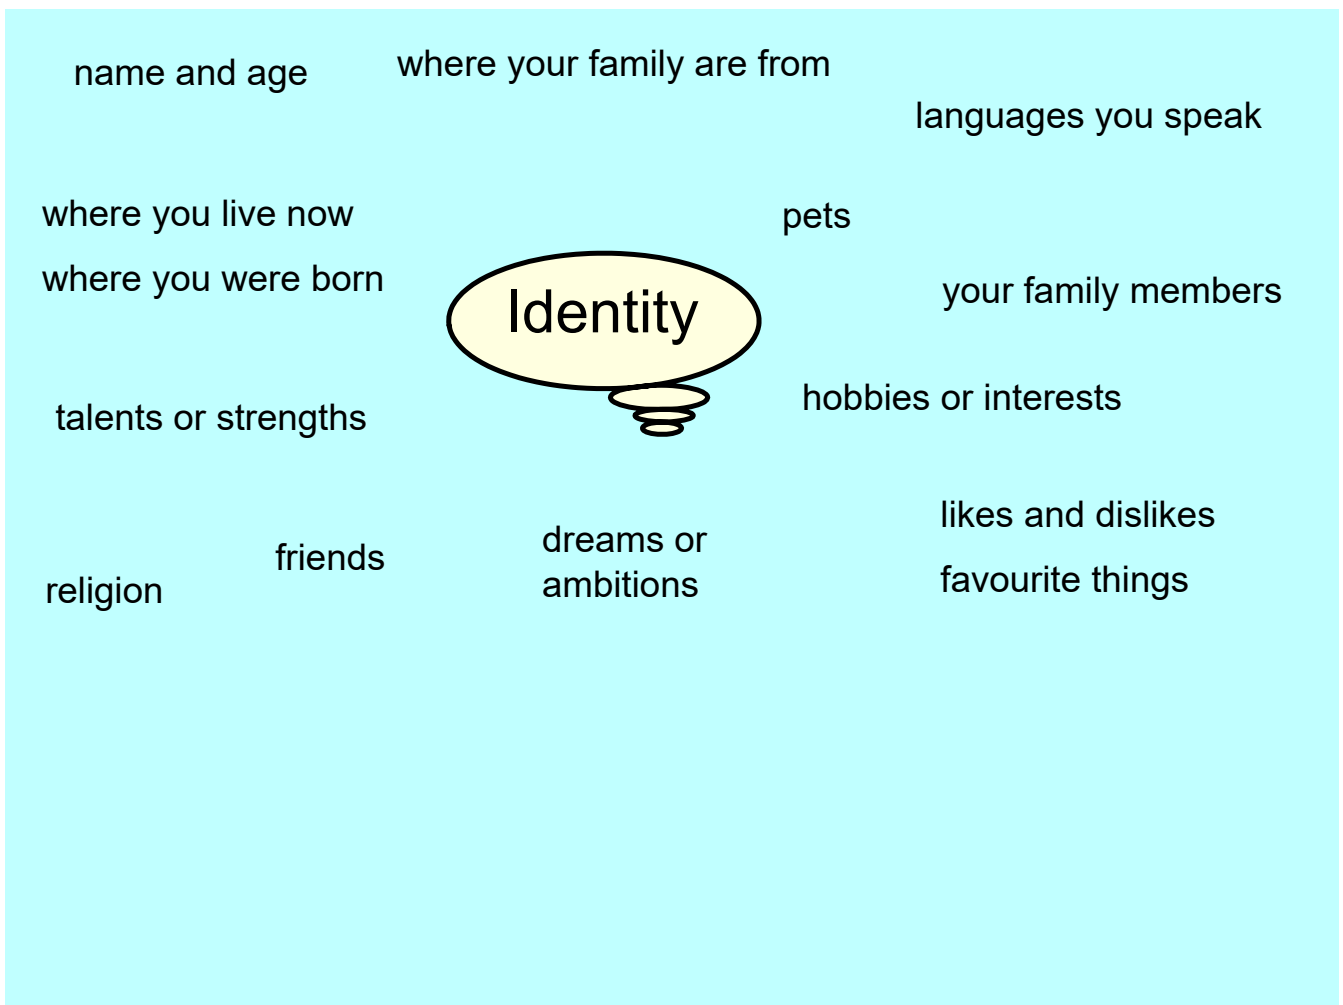 name and age
where your family are from
languages you speak
where you live now
pets
where you were born
your family members
Identity
hobbies or interests
talents or strengths
likes and dislikes
dreams or
ambitions
friends
favourite things
religion